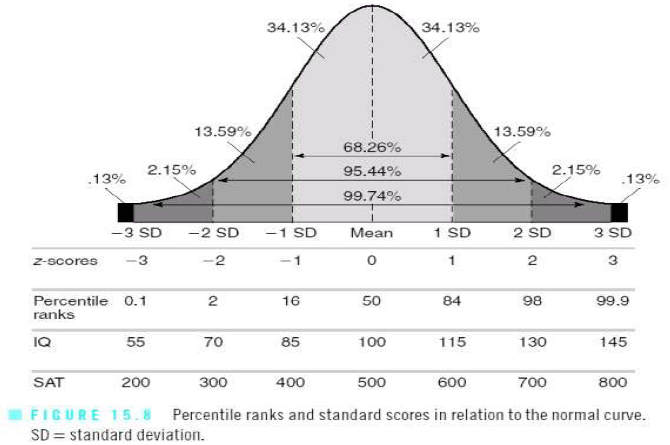 34.13% 34.13%
13.59% 13.59%
68.26%
2.15% 95.44% 2.15%
.13% 99.74% .13%
−3 SD −2 SD −1 SD Mean 1 SD 2 SD 3 SD
z-scores −3 −2 −1 0 1 2 3
Percentile 0.1 2 16 50 84 98 99.9
ranks
IQ 55 70 85 100 115 130 145
SAT 200 300 400 500 600 700 800
FIGURE 15.8 Percentile ranks and standard scores in relation to the normal curve.
SD = standard deviation.